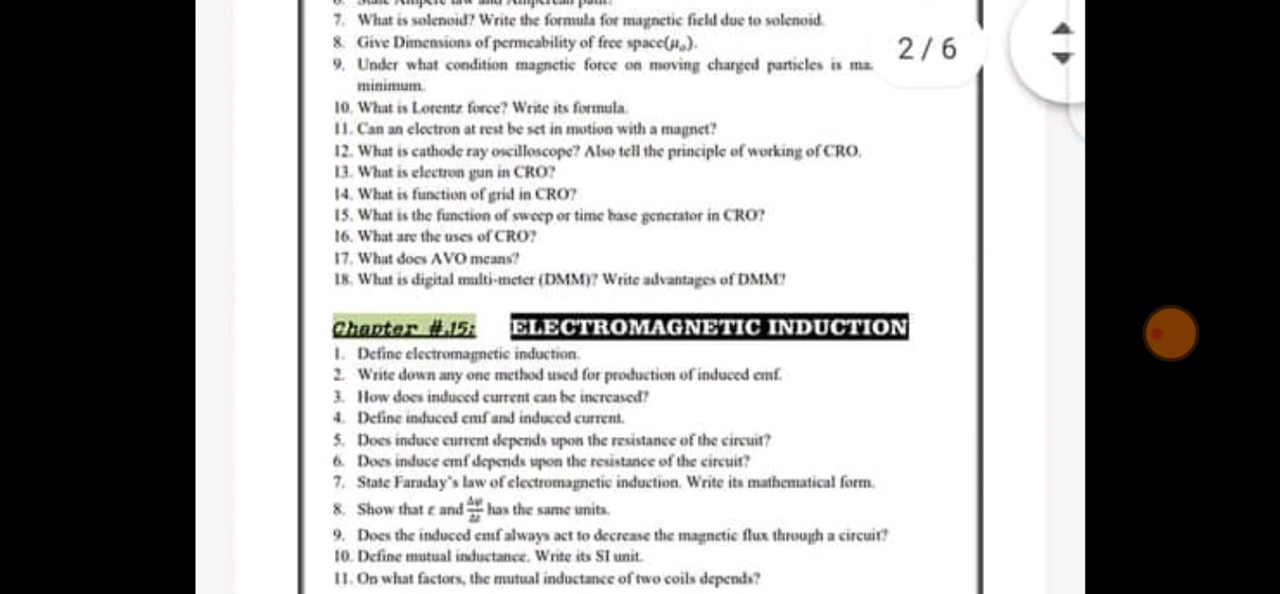 6. State Ampere law and Amperean path.
7. What is solenoid? Write the formula for magnetic field due to solenoid.
8. Give Dimensions of permeability of free space(μₒ).
2 / 6
9. Under what condition magnetic force on moving charged particles is ma
minimum.
10. What is Lorentz force? Write its formula.
11. Can an electron at rest be set in motion with a magnet?
12. What is cathode ray oscilloscope? Also tell the principle of working of CRO.
13. What is electron gun in CRO?
14. What is function of grid in CRO?
15. What is the function of sweep or time base generator in CRO?
16. What are the uses of CRO?
17. What does AVO means?
18. What is digital multi-meter (DMM)? Write advantages of DMM?
Chapter #.15: ELECTROMAGNETIC INDUCTION
1. Define electromagnetic induction.
2. Write down any one method used for production of induced emf.
3. How does induced current can be increased?
4. Define induced emf and induced current.
5. Does induce current depends upon the resistance of the circuit?
6. Does induce emf depends upon the resistance of the circuit?
7. State Faraday's law of electromagnetic induction. Write its mathematical form.
8. Show that ε and Δφ/Δt has the same units.
9. Does the induced emf always act to decrease the magnetic flux through a circuit?
10. Define mutual inductance. Write its SI unit.
11. On what factors, the mutual inductance of two coils depends?